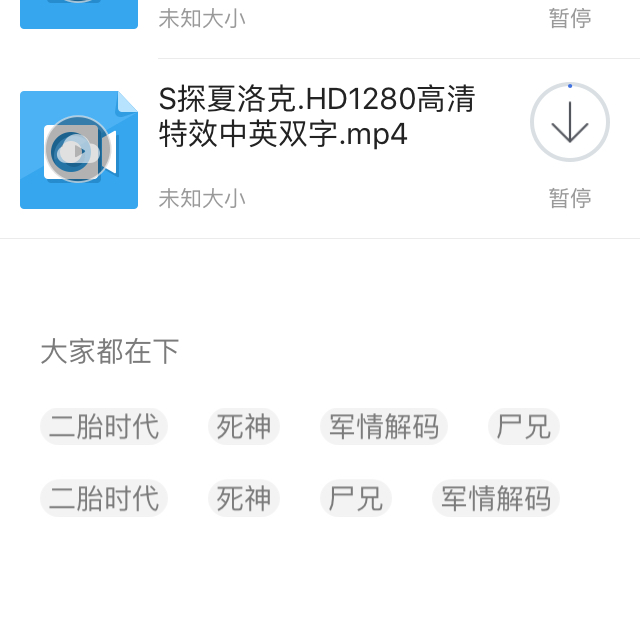 未知大小 暂停
S探夏洛克.HD1280高清
特效中英双字.mp4
未知大小 暂停
大家都在下
二胎时代 死神 军情解码 尸兄
二胎时代 死神 尸兄 军情解码